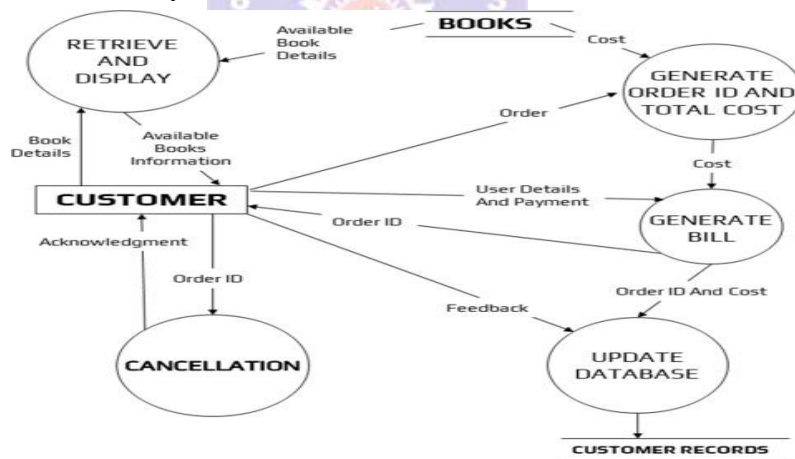 BOOKS
Available
Book
Details
Cost
RETRIEVE
AND
DISPLAY
GENERATE
ORDER ID AND
TOTAL COST
Book
Details
Available
Books
Information
Order
Cost
CUSTOMER
User Details
And Payment
Order ID
GENERATE
BILL
Acknowledgment
Order ID
Order ID And Cost
Feedback
CANCELLATION
UPDATE
DATABASE
CUSTOMER RECORDS